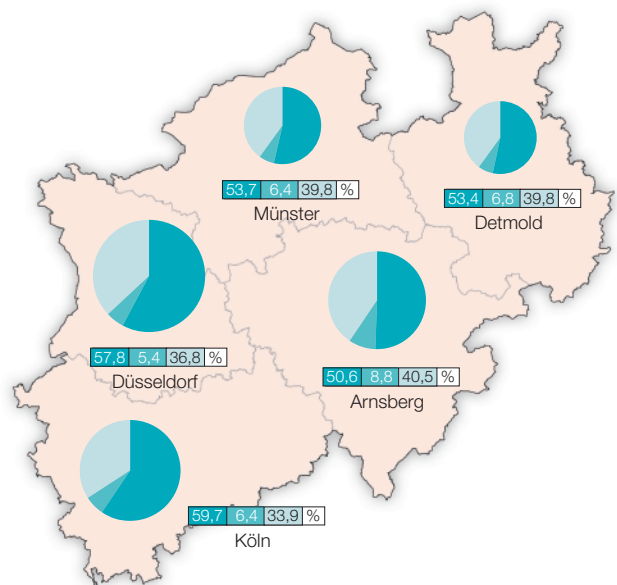 53,7 6,4 39,8 %
Münster
53,4 6,8 39,8 %
Detmold
57,8 5,4 36,8 %
Düsseldorf
50,6 8,8 40,5 %
Arnsberg
59,7 6,4 33,9 %
Köln